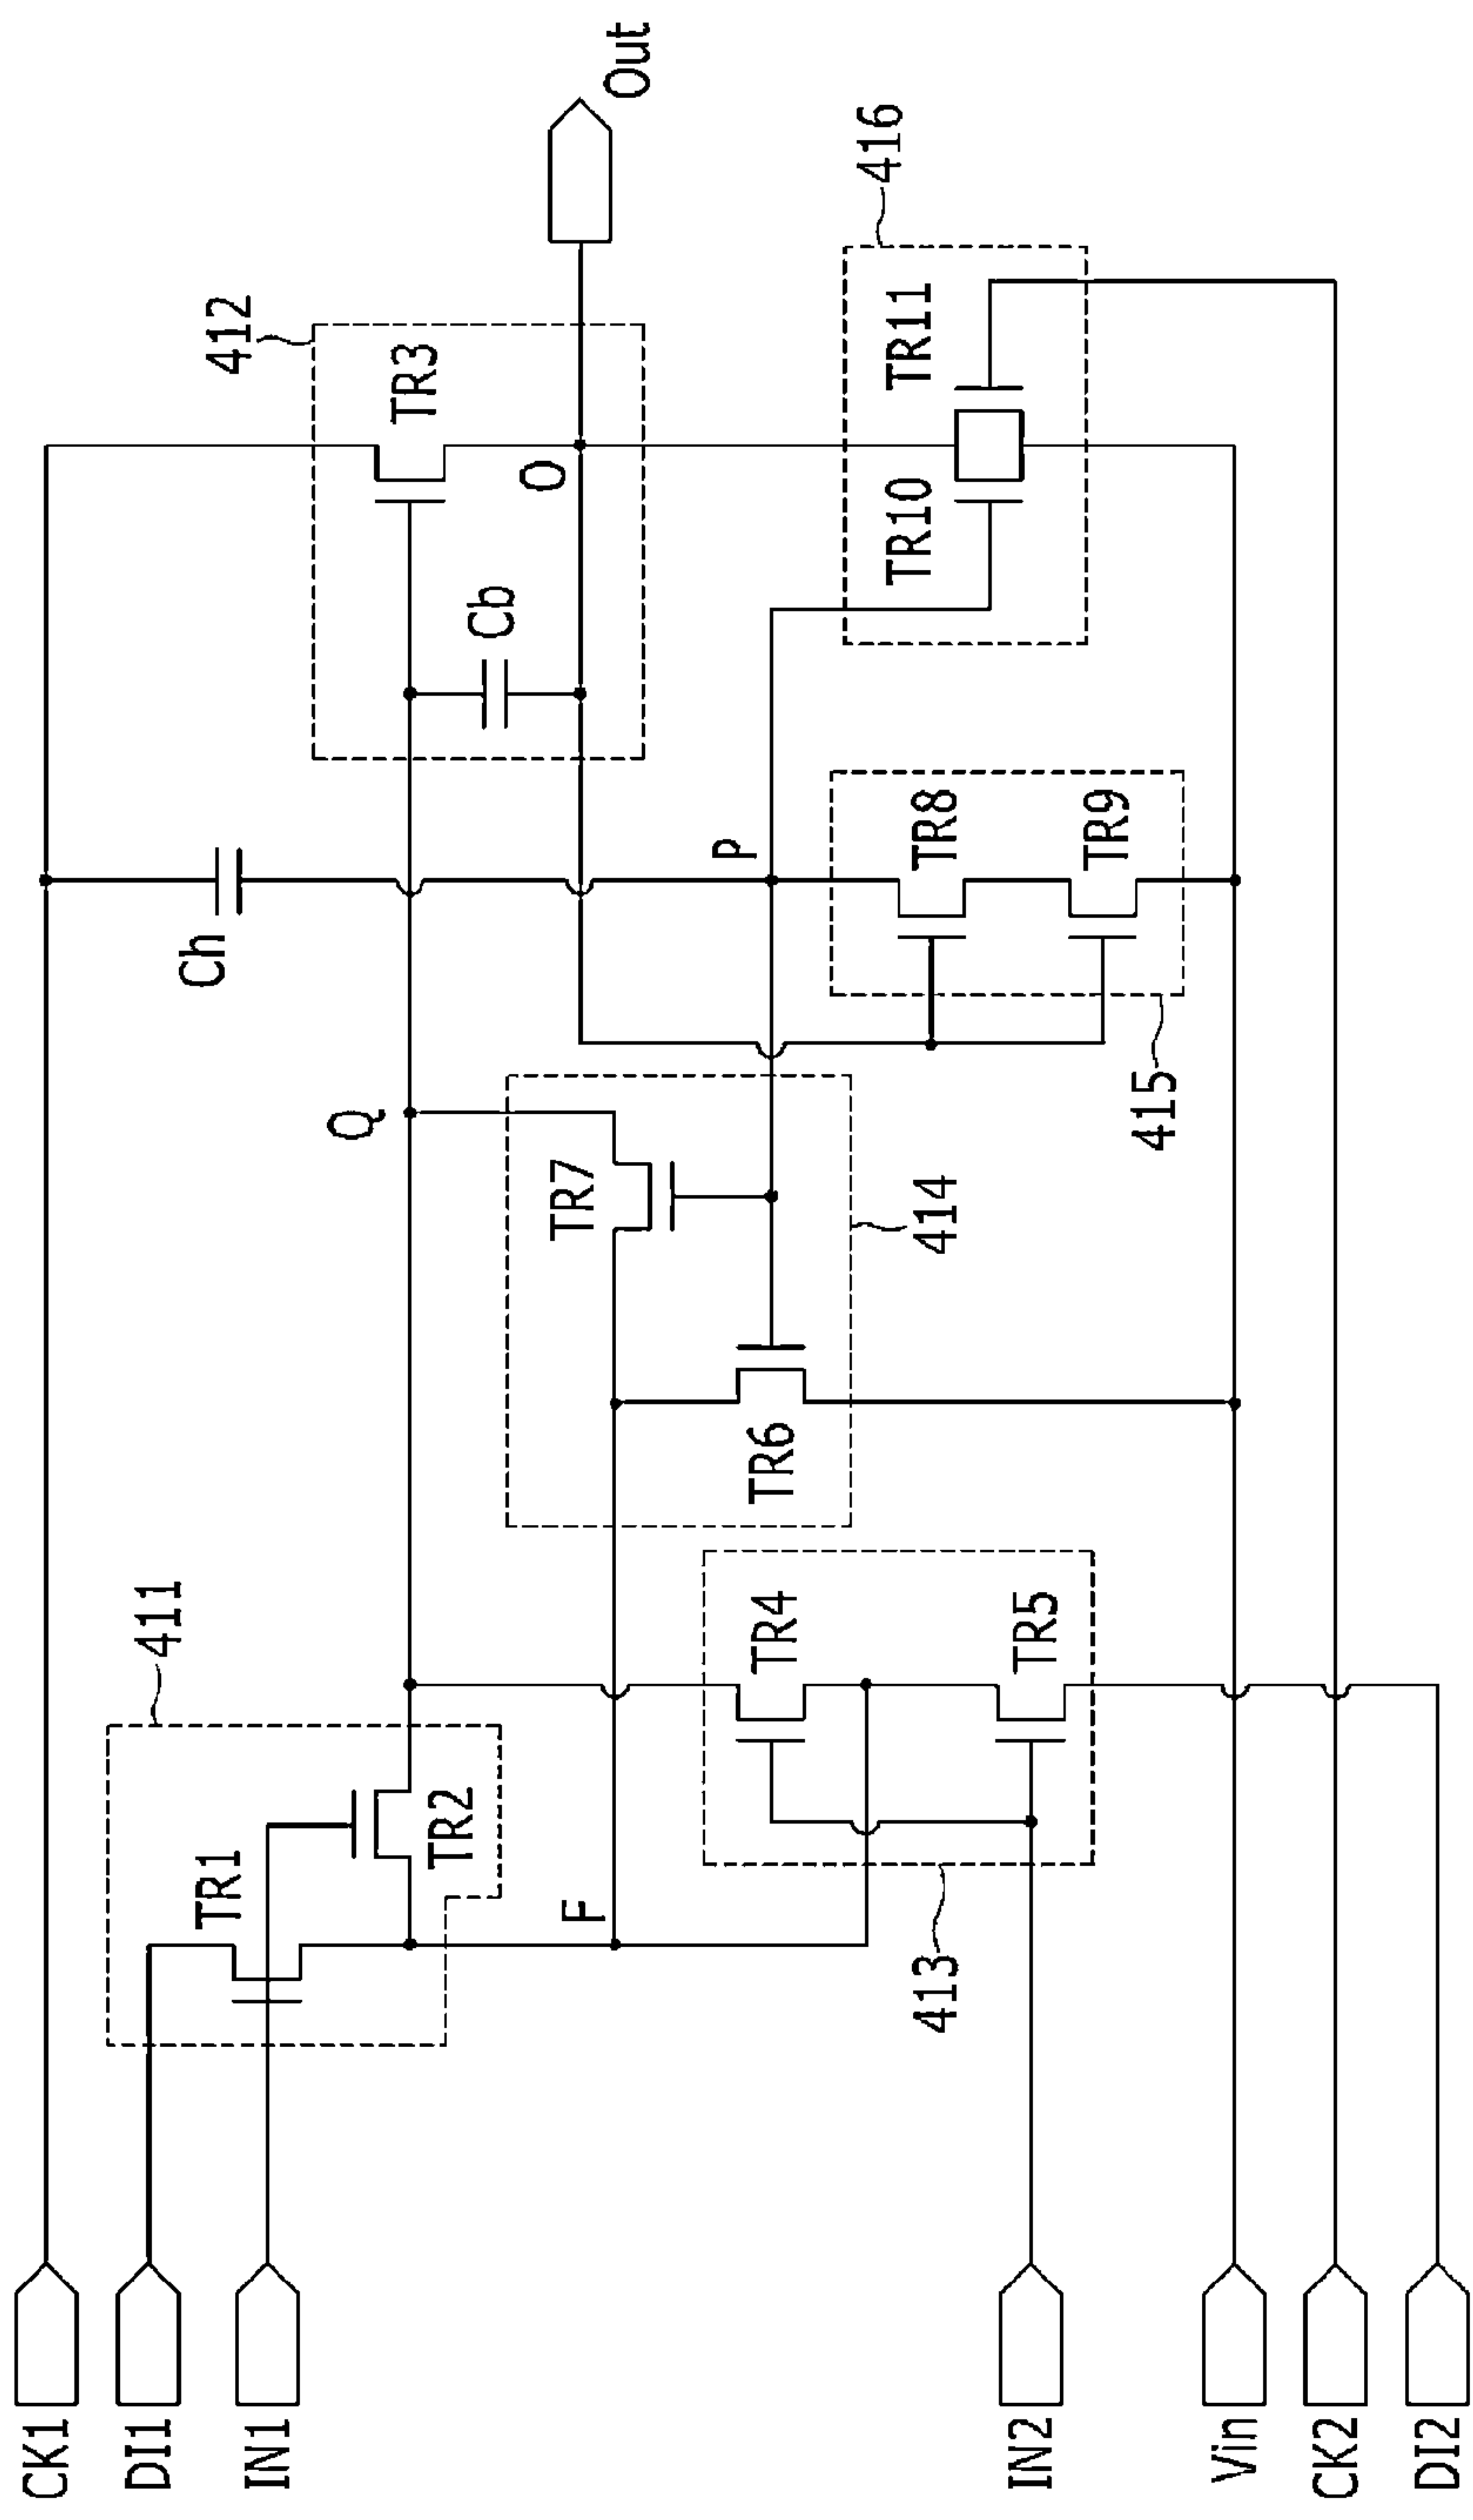 CK1
DI1
IN1
IN2
Vin
CK2
DI2
411
TR1
TR2
F
413
TR4
TR5
414
TR6
TR7
Q
Ch
P
415
TR8
TR9
412
TR3
Cb
O
416
TR10
TR11
Out